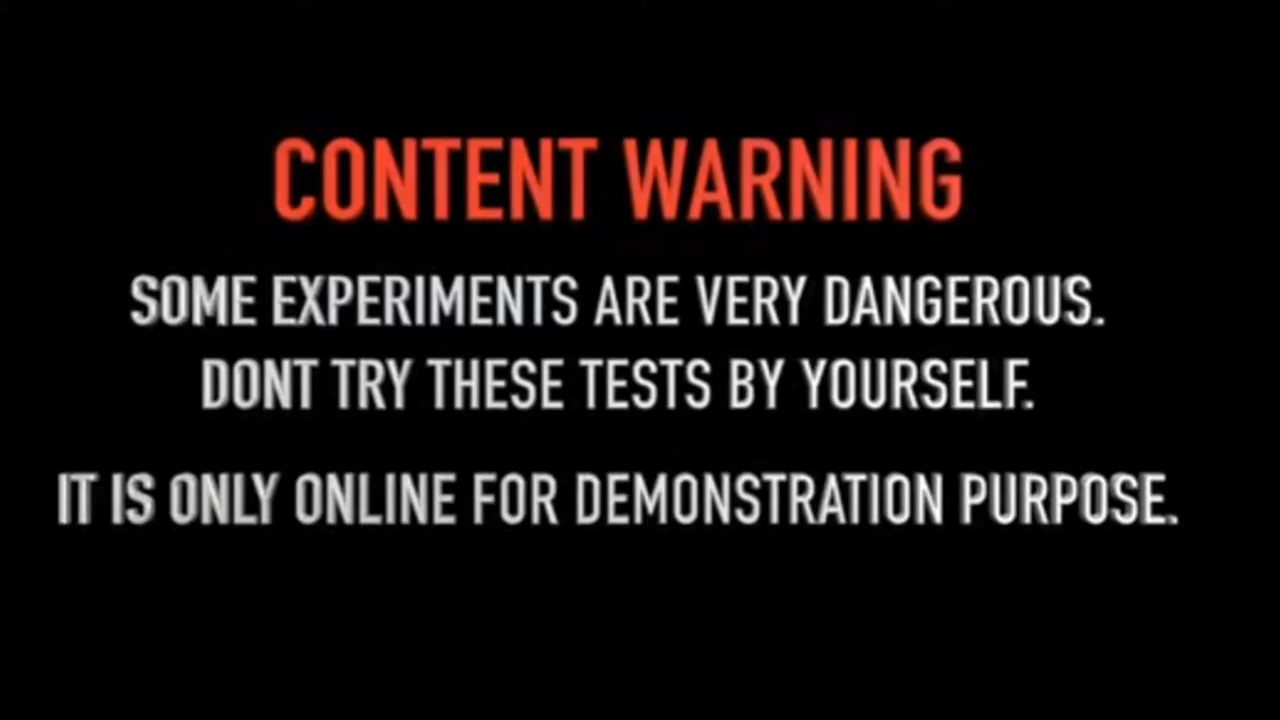 CONTENT WARNING
SOME EXPERIMENTS ARE VERY DANGEROUS.
DONT TRY THESE TESTS BY YOURSELF.
IT IS ONLY ONLINE FOR DEMONSTRATION PURPOSE.